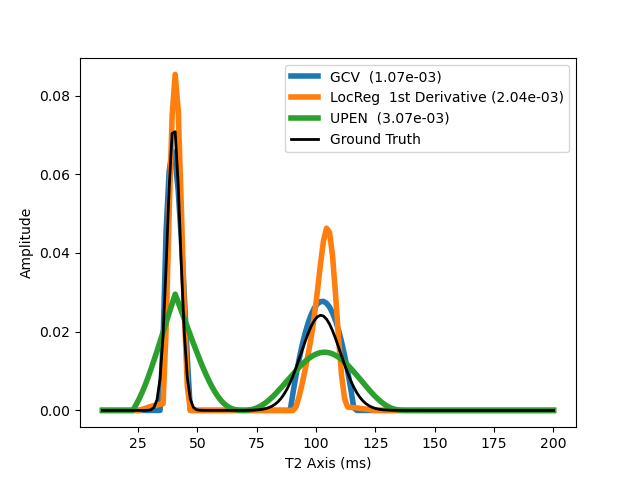 GCV  (1.07e-03)
LocReg  1st Derivative (2.04e-03)
UPEN  (3.07e-03)
Ground Truth
0.08
0.06
0.04
0.02
0.00
Amplitude
25 50 75 100 125 150 175 200
T2 Axis (ms)